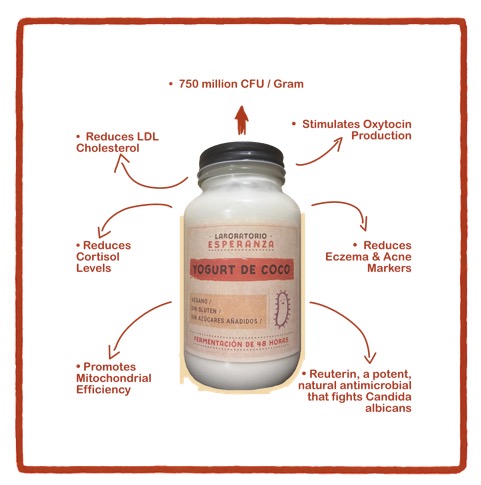 • 750 million CFU / Gram
• Reduces LDL
Cholesterol
• Stimulates Oxytocin
Production
• Reduces
Cortisol
Levels
• Reduces
Eczema & Acne
Markers
• Promotes
Mitochondrial
Efficiency
• Reuterin, a potent,
natural antimicrobial
that fights Candida
albicans
· LABORATORIO ·
ESPERANZA
YOGURT DE COCO
VEGANO /
SIN GLUTEN /
SIN AZÚCARES AÑADIDOS /
FERMENTACIÓN DE 48 HORAS